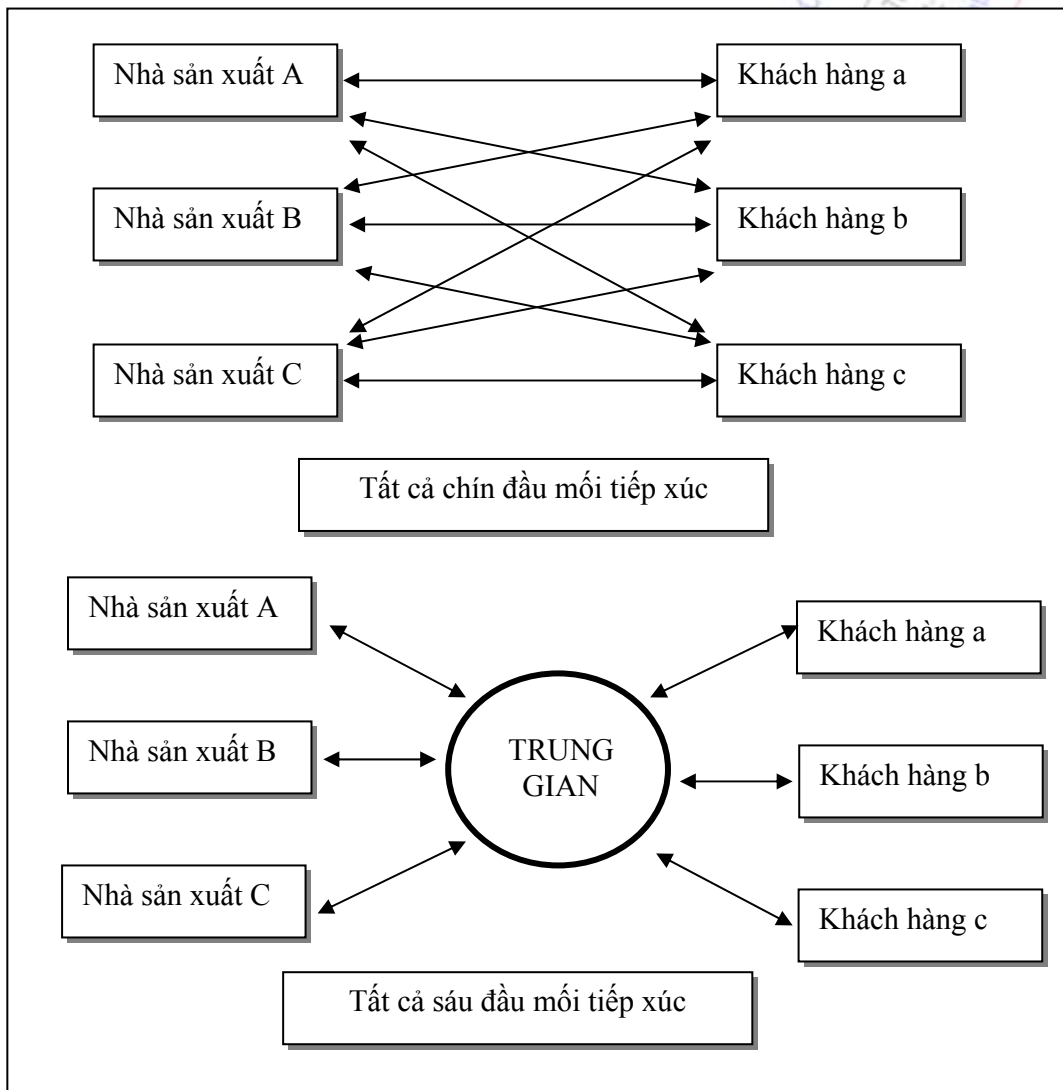 Nhà sản xuất A
Khách hàng a
Nhà sản xuất B
Khách hàng b
Nhà sản xuất C
Khách hàng c
Tất cả chín đầu mối tiếp xúc
Nhà sản xuất A
Khách hàng a
TRUNG
GIAN
Nhà sản xuất B
Khách hàng b
Nhà sản xuất C
Khách hàng c
Tất cả sáu đầu mối tiếp xúc